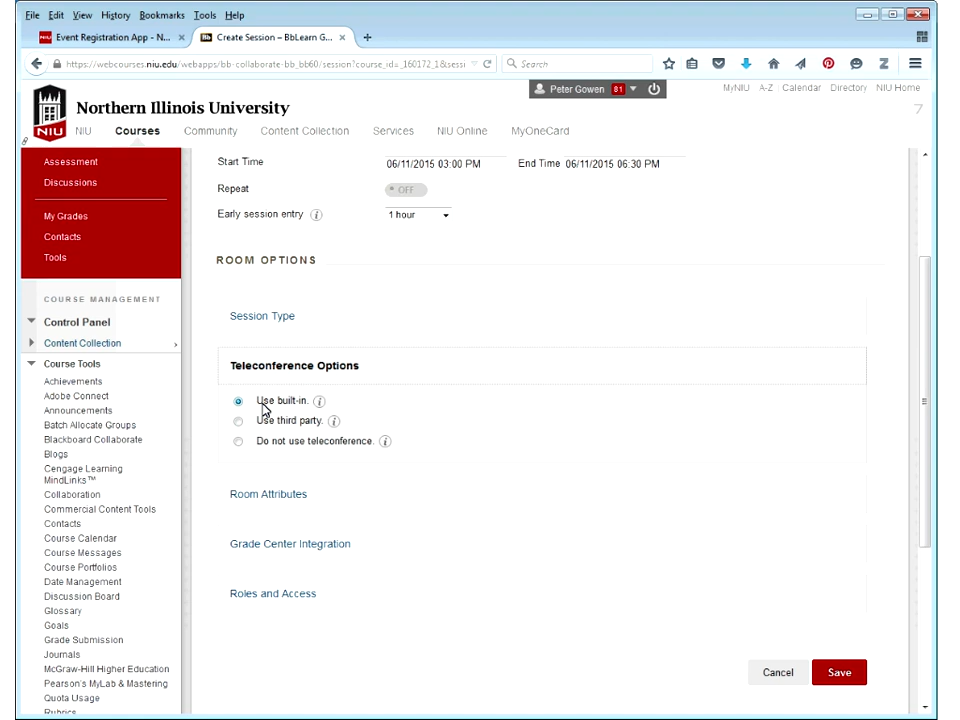 File Edit View History Bookmarks Tools Help
NIU Event Registration App - N... × Bb Create Session – BbLearn G... × +
https://webcourses.niu.edu/webapps/bb-collaborate-bb_bb60/session?course_id=_160172_1&sessi Search
Peter Gowen 81
MyNIU A-Z Calendar Directory NIU Home
Northern Illinois University
NIU
NIU Courses Community Content Collection Services NIU Online MyOneCard
7
Assessment
Discussions
My Grades
Contacts
Tools
COURSE MANAGEMENT
Control Panel
Content Collection
Course Tools
Achievements
Adobe Connect
Announcements
Batch Allocate Groups
Blackboard Collaborate
Blogs
Cengage Learning
MindLinks™
Collaboration
Commercial Content Tools
Contacts
Course Calendar
Course Messages
Course Portfolios
Date Management
Discussion Board
Glossary
Goals
Grade Submission
Journals
McGraw-Hill Higher Education
Pearson's MyLab & Mastering
Quota Usage
Rubrics
Start Time 06/11/2015 03:00 PM End Time 06/11/2015 06:30 PM
Repeat OFF
Early session entry 1 hour
ROOM OPTIONS
Session Type
Teleconference Options
Use built-in.
Use third party.
Do not use teleconference.
Room Attributes
Grade Center Integration
Roles and Access
Cancel Save